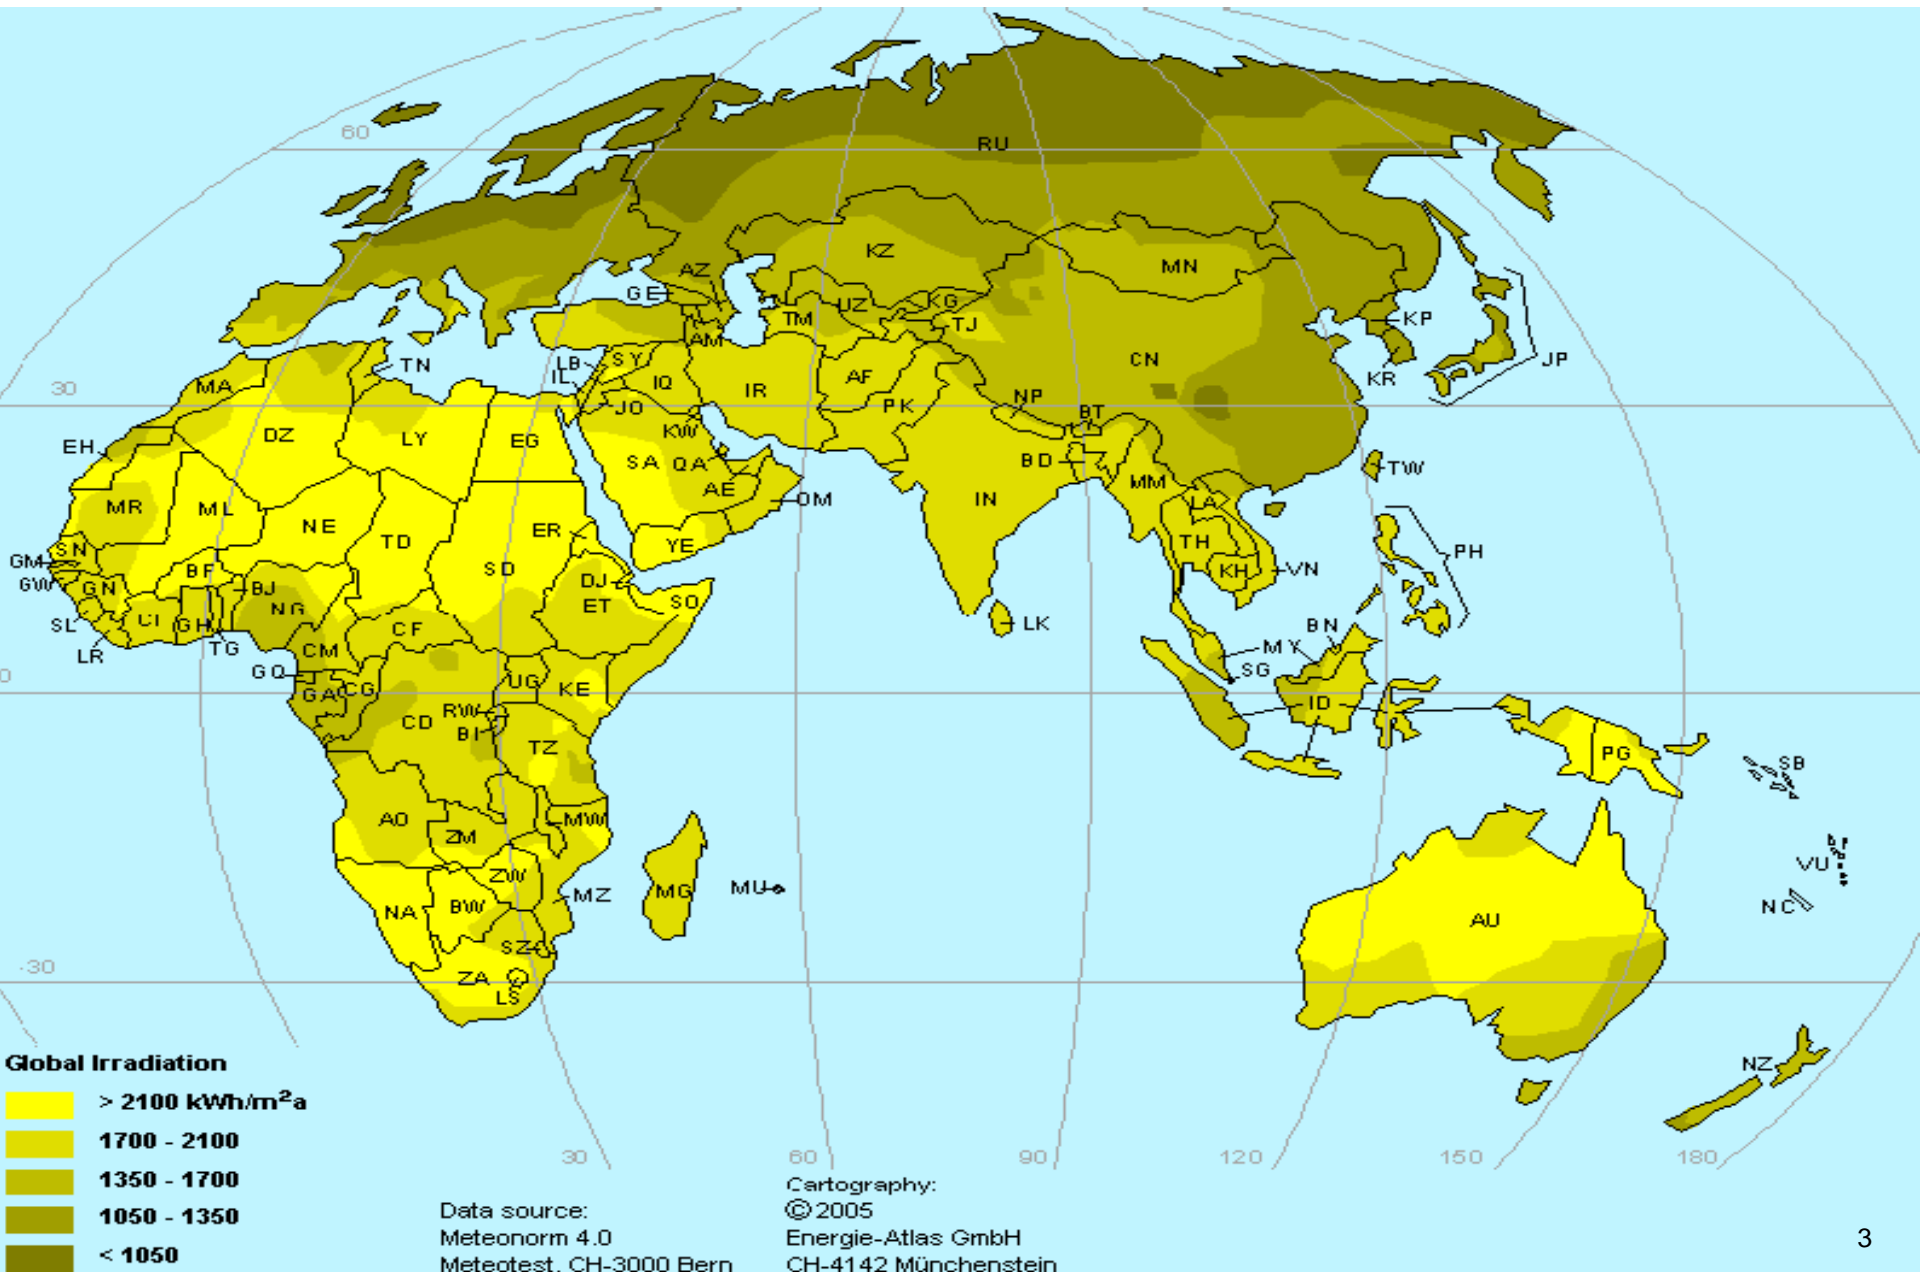 60
RU
KZ
MN
AZ
GE
UZ
KG
TM
TJ
KP
AM
TN
LB
SY
IL
CN
JP
KR
30
MA
IQ
IR
AF
JO
PK
NP
BT
DZ
LY
EG
KW
EH
SA
QA
BD
TW
AE
IN
MM
OM
MR
ML
LA
NE
ER
TD
YE
TH
PH
SN
GM
BF
SD
KH
VN
GW
GN
DJ
BJ
NG
ET
SO
SL
CI
GH
CF
LK
BN
LR
TG
CM
MY
SG
GQ
0
GA
CG
UG
KE
RW
CD
BI
ID
TZ
PG
SB
AO
MW
ZM
VU
ZW
MG
MU
MZ
NA
BW
NC
AU
SZ
-30
ZA
LS
Global Irradiation
NZ
> 2100 kWh/m²a
1700 - 2100
30
60
90
120
150
180
1350 - 1700
Cartography:
1050 - 1350
Data source:
©2005
Meteonorm 4.0
Energie-Atlas GmbH
3
< 1050
Meteotest, CH-3000 Bern
CH-4142 Münchenstein